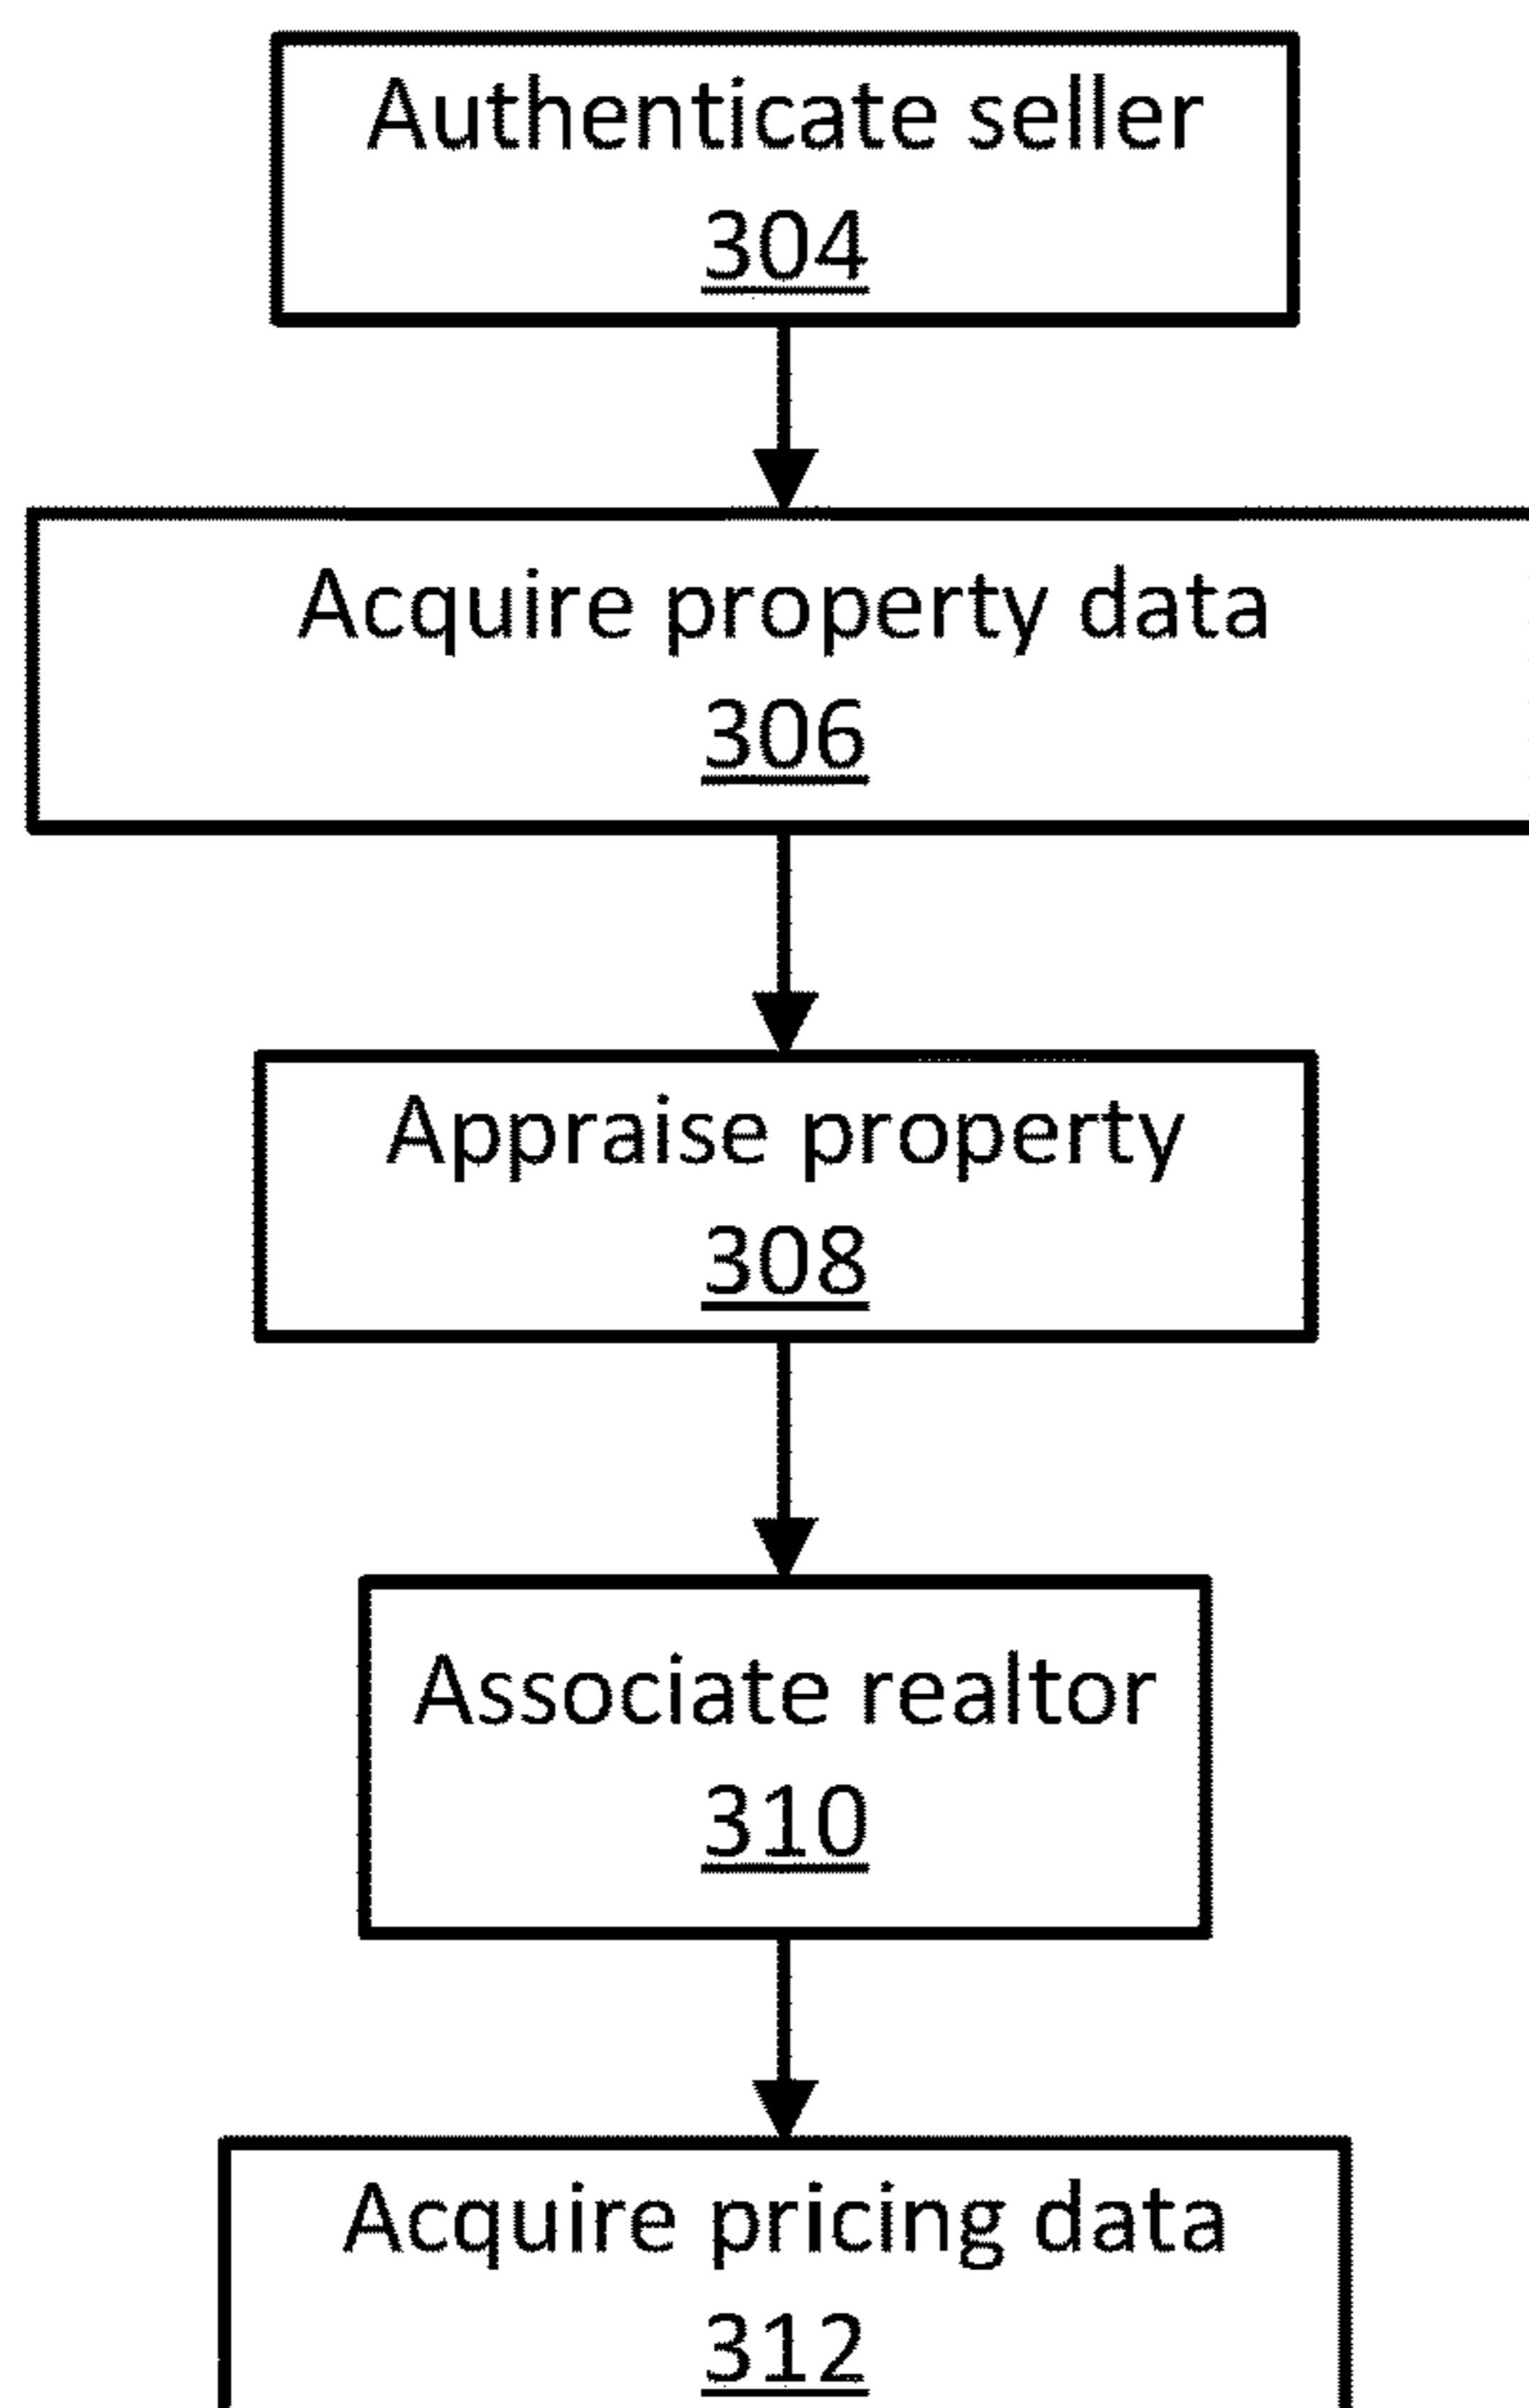 Authenticate seller
304
Acquire property data
306
Appraise property
308
Associate realtor
310
Acquire pricing data
312